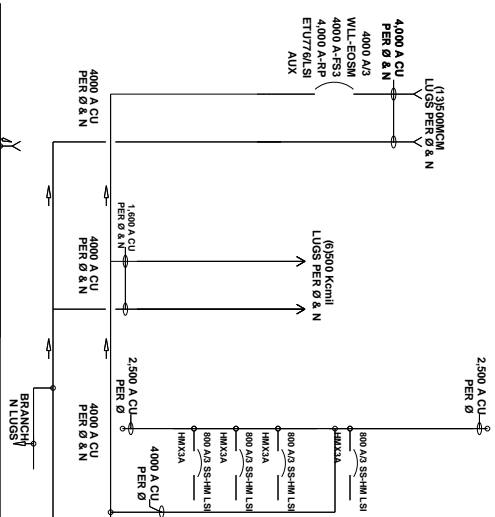 (13)500MCM
LUGS PER Ø & N
4,000 A CU
PER Ø & N
4000 A/3
WLL-EOSM
4000 A-FS3
4,000 A-RP
ETU776/LSI
AUX
4000 A CU
PER Ø & N
(6)500 Kcmil
LUGS PER Ø & N
1,600 A CU
PER Ø & N
4000 A CU
PER Ø & N
2,500 A CU
PER Ø
2,500 A CU
PER Ø
800 A/3 SS-HM LSI
HMX3A
800 A/3 SS-HM LSI
HMX3A
800 A/3 SS-HM LSI
HMX3A
800 A/3 SS-HM LSI
HMX3A
4000 A CU
PER Ø
4000 A CU
PER Ø & N
BRANCH
N LUGS